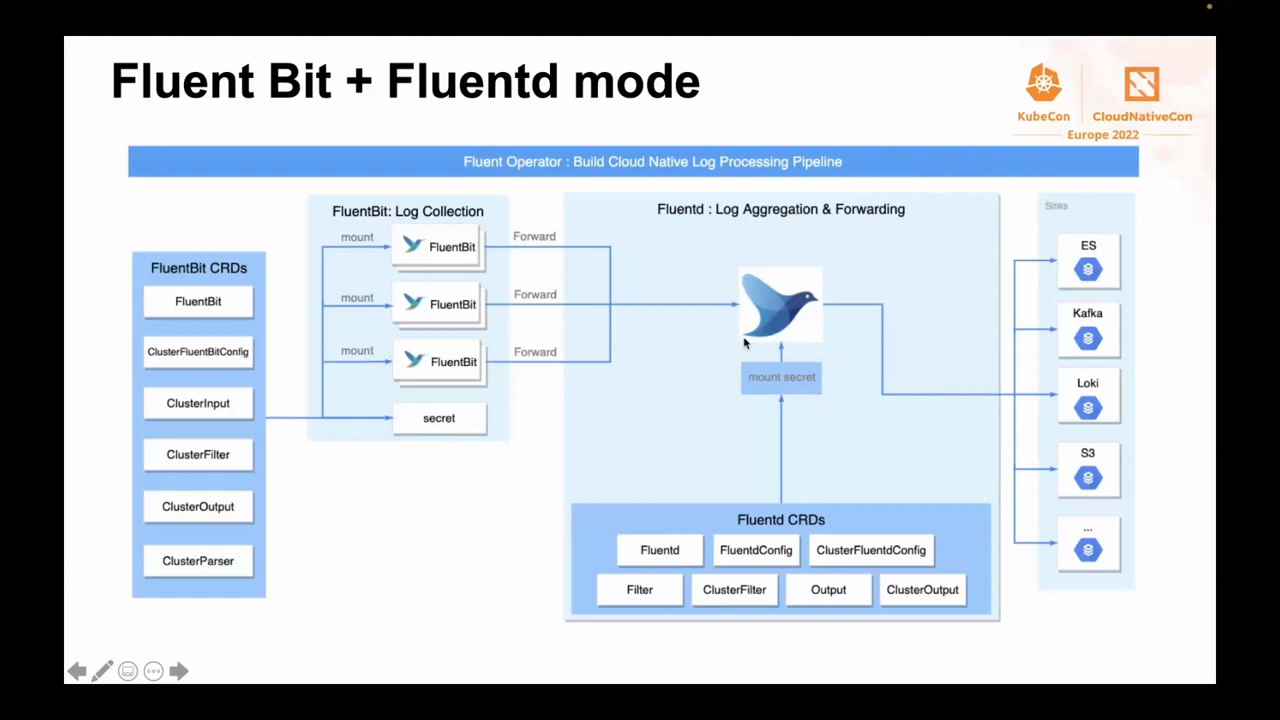 Fluent Bit + Fluentd mode
KubeCon
CloudNativeCon
Europe 2022
Fluent Operator : Build Cloud Native Log Processing Pipeline
FluentBit CRDs
FluentBit
ClusterFluentBitConfig
ClusterInput
ClusterFilter
ClusterOutput
ClusterParser
FluentBit: Log Collection
mount
FluentBit
Forward
mount
FluentBit
Forward
mount
FluentBit
Forward
secret
Fluentd : Log Aggregation & Forwarding
mount secret
Fluentd CRDs
Fluentd
FluentdConfig
ClusterFluentdConfig
Filter
ClusterFilter
Output
ClusterOutput
Sinks
ES
Kafka
Loki
S3
...